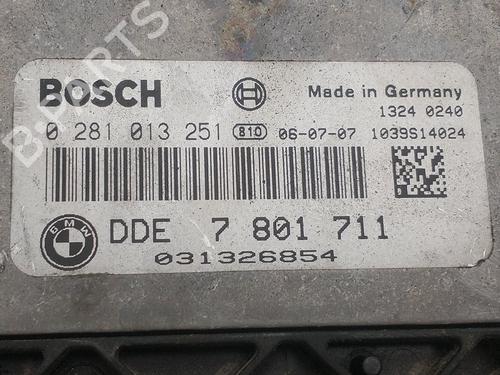 B-PARTS
BOSCH
Made in Germany
1324 0240
0 281 013 251 810 06-07-07 1039S14024
BMW
DDE 7 801 711
031326854